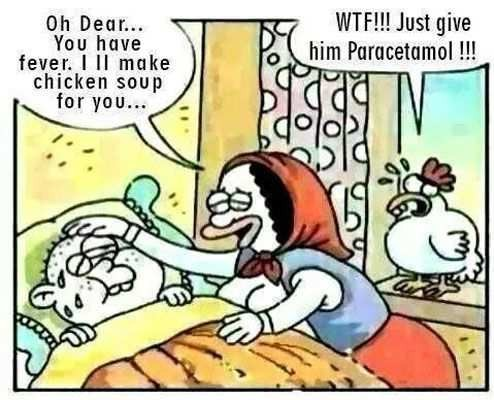 Oh Dear...
You have
fever. I ll make
chicken soup
for you...
WTF!!! Just give
him Paracetamol !!!